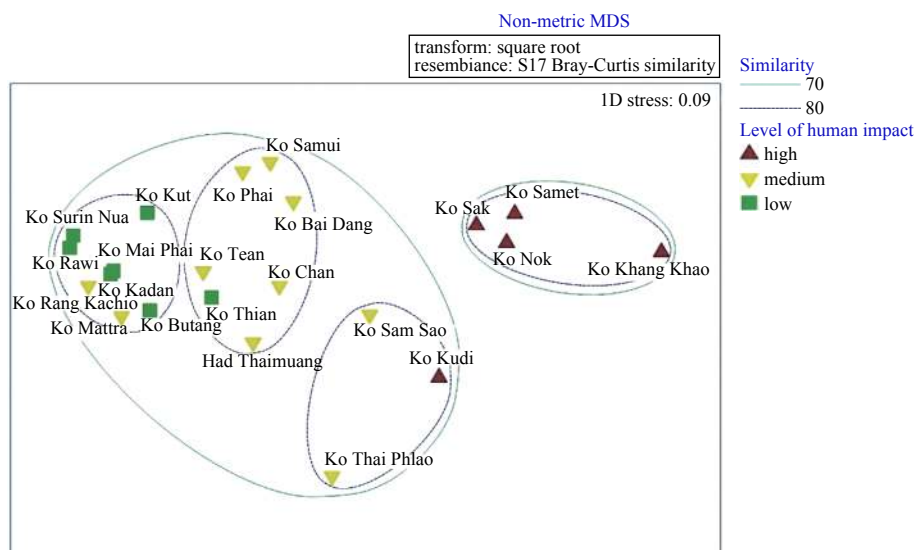 Non-metric MDS
transform: square root
resembiance: S17 Bray-Curtis similarity
1D stress: 0.09
Similarity
70
80
Level of human impact
high
medium
low
Ko Samui
Ko Phai
Ko Kut
Ko Surin Nua
Ko Bai Dang
Ko Samet
Ko Sak
Ko Nok
Ko Khang Khao
Ko Rawi
Ko Mai Phai
Ko Tean
Ko Chan
Ko Kadan
Ko Rang Kachio
Ko Mattra
Ko Butang
Ko Thian
Had Thaimuang
Ko Sam Sao
Ko Kudi
Ko Thai Phlao